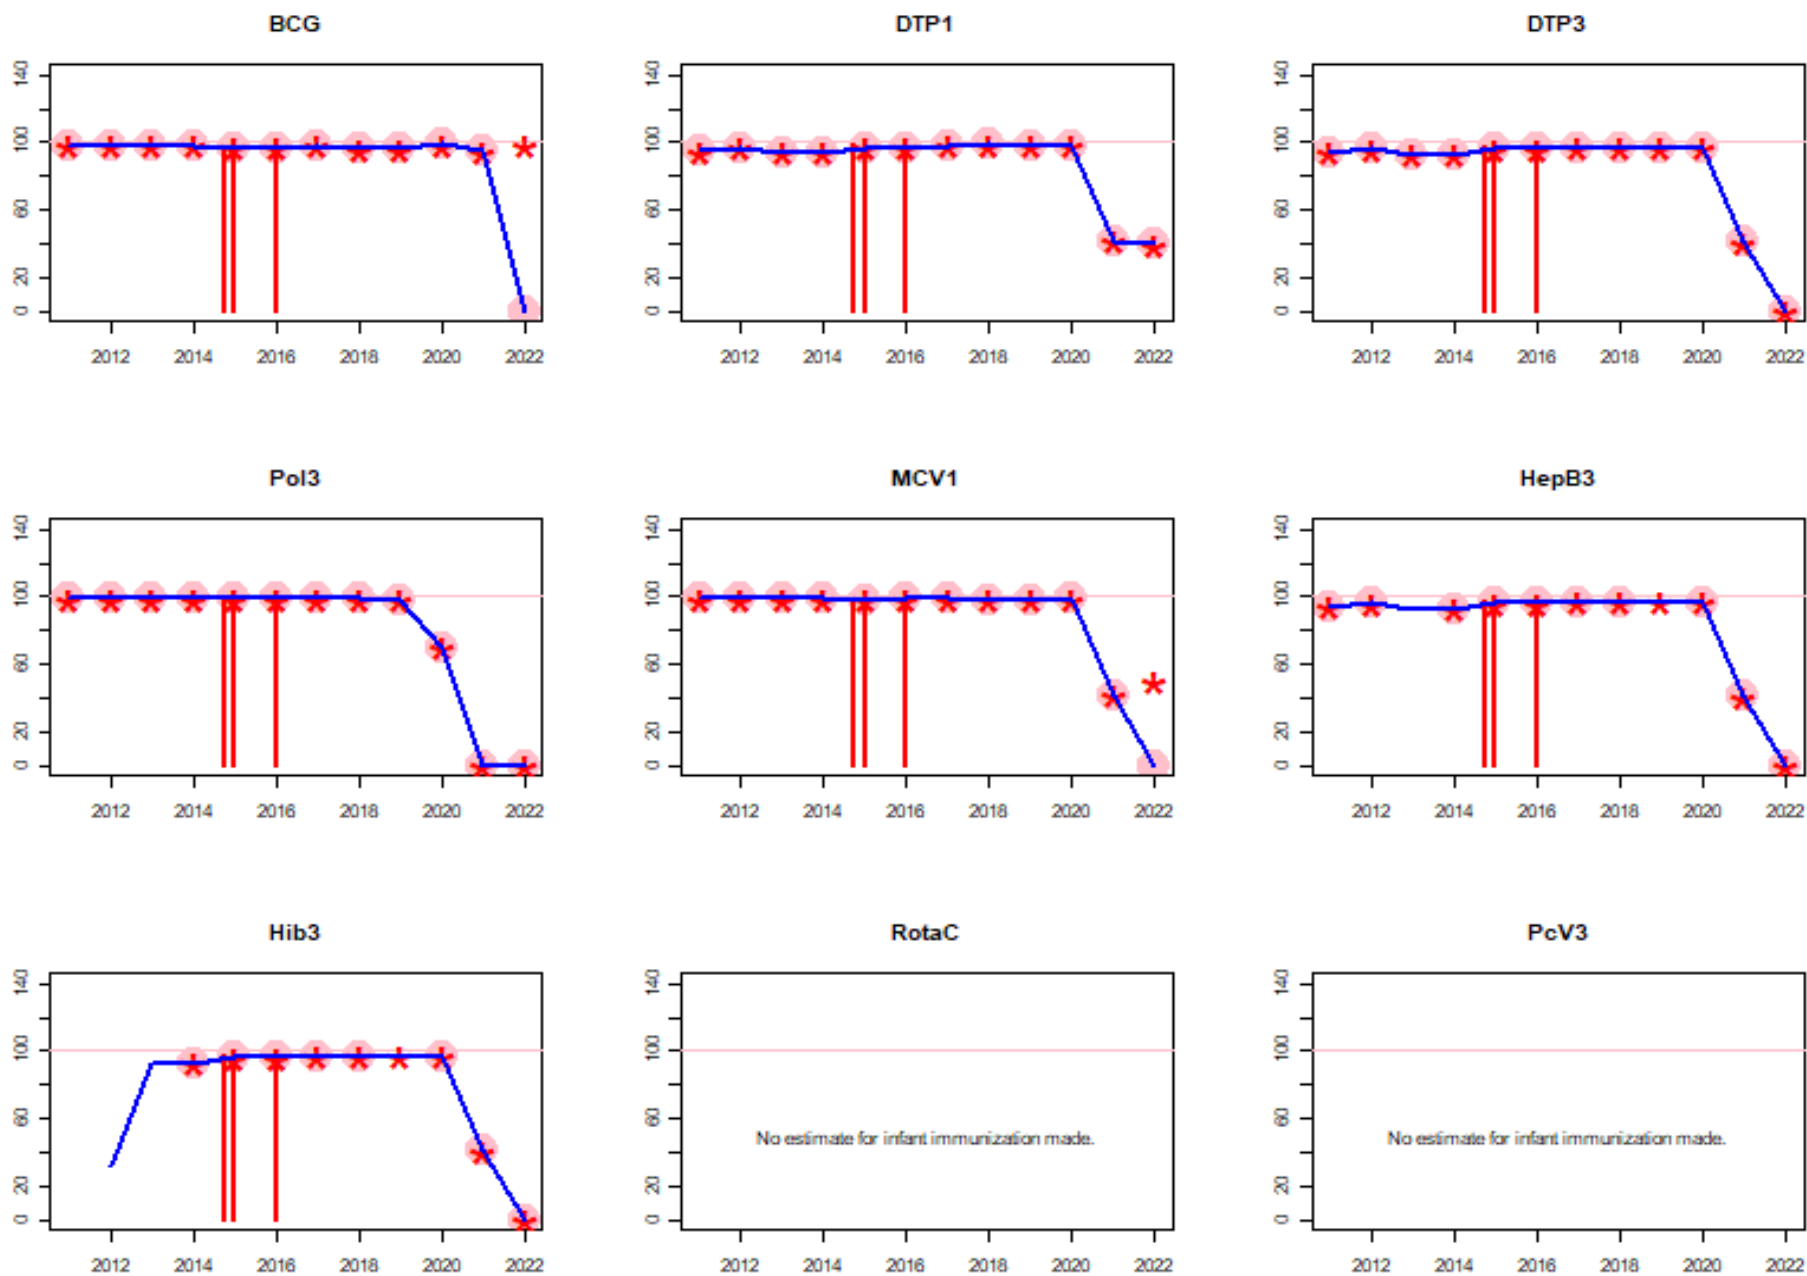 BCG DTP1 DTP3
140 140 140
100 100 100
60 60 60
20 20 20
0 0 0
2012 2014 2016 2018 2020 2022 2012 2014 2016 2018 2020 2022 2012 2014 2016 2018 2020 2022
Pol3 MCV1 HepB3
140 140 140
100 100 100
60 60 60
20 20 20
0 0 0
2012 2014 2016 2018 2020 2022 2012 2014 2016 2018 2020 2022 2012 2014 2016 2018 2020 2022
Hib3 RotaC PcV3
140 140 140
100 100 100
60 60 60
No estimate for infant immunization made. No estimate for infant immunization made.
20 20 20
0 0 0
2012 2014 2016 2018 2020 2022 2012 2014 2016 2018 2020 2022 2012 2014 2016 2018 2020 2022